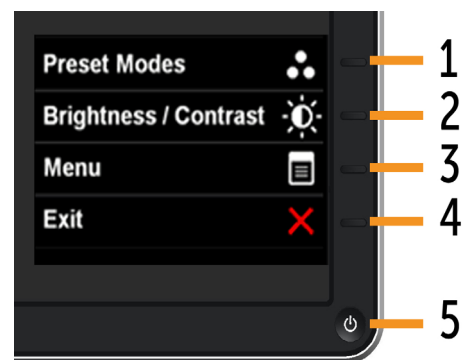 Preset Modes 1
Brightness / Contrast 2
Menu 3
Exit 4
5